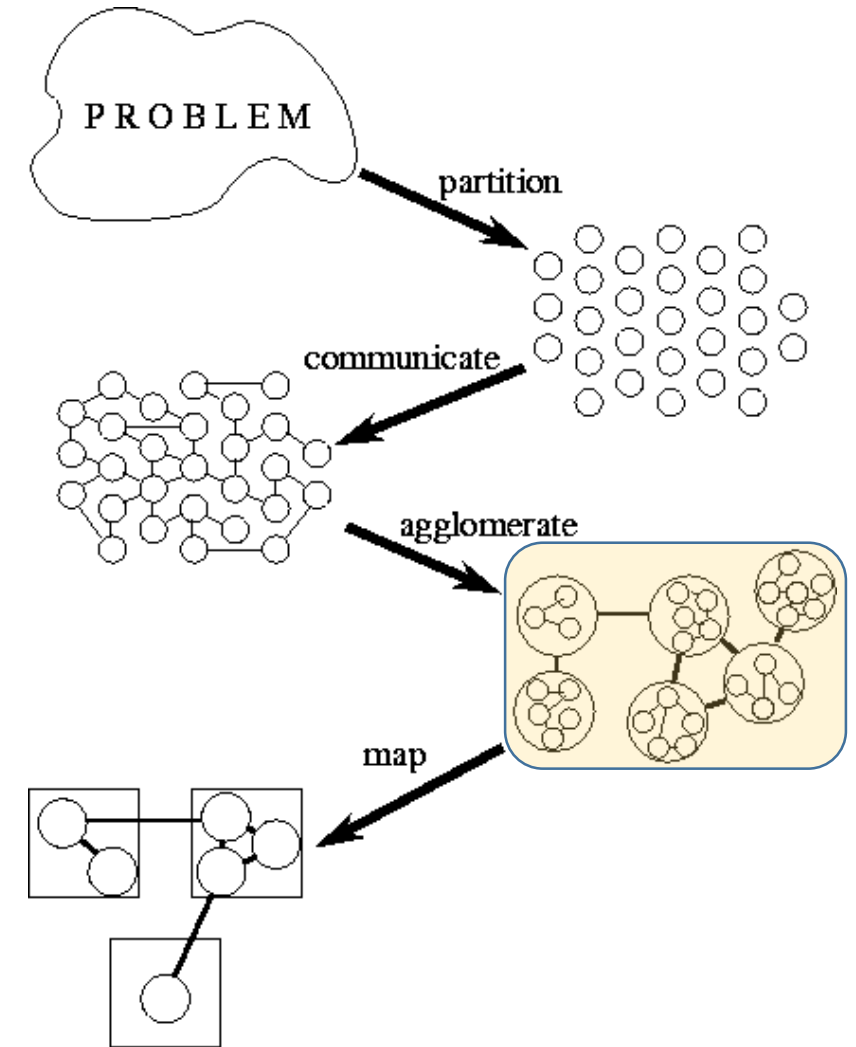 PROBLEM
partition
communicate
agglomerate
map